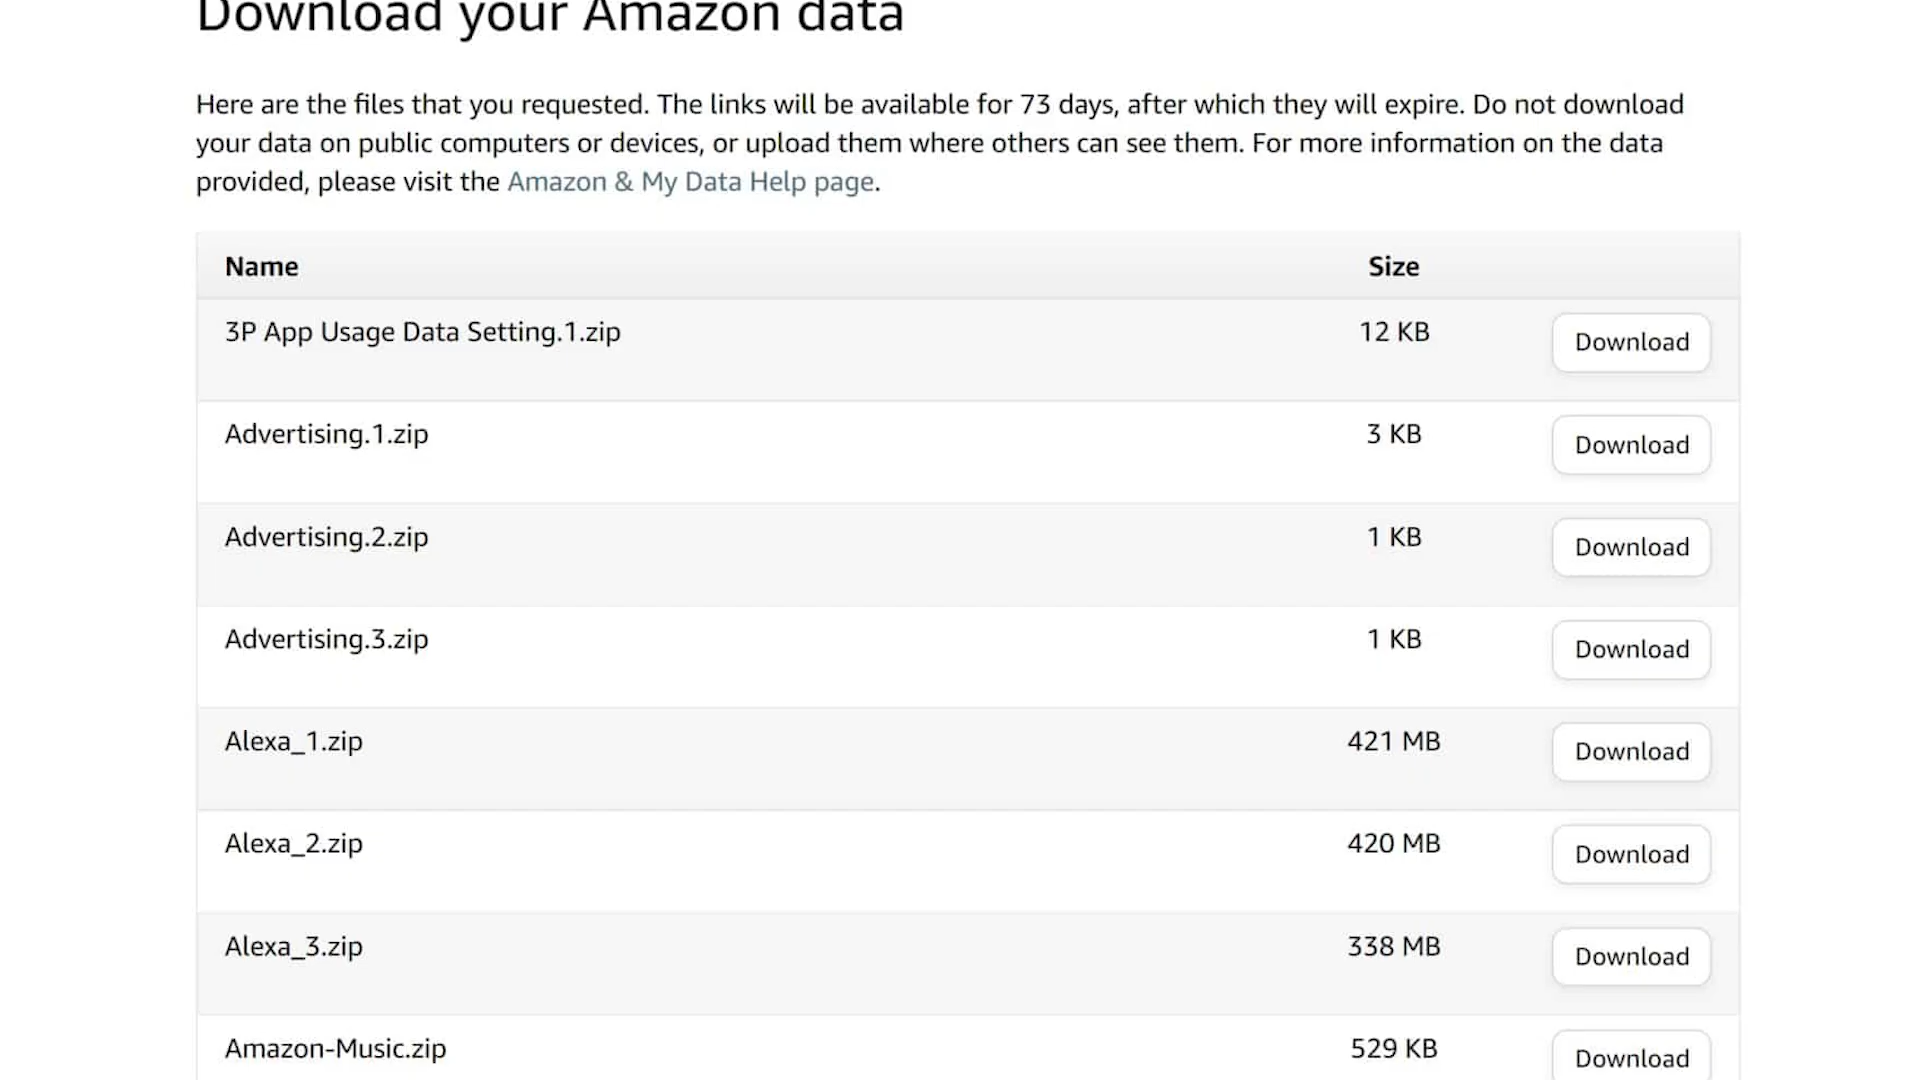 Download your Amazon data
Here are the files that you requested. The links will be available for 73 days, after which they will expire. Do not download
your data on public computers or devices, or upload them where others can see them. For more information on the data
provided, please visit the Amazon & My Data Help page.
Name Size
3P App Usage Data Setting.1.zip 12 KB Download
Advertising.1.zip 3 KB Download
Advertising.2.zip 1 KB Download
Advertising.3.zip 1 KB Download
Alexa_1.zip 421 MB Download
Alexa_2.zip 420 MB Download
Alexa_3.zip 338 MB Download
Amazon-Music.zip 529 KB Download